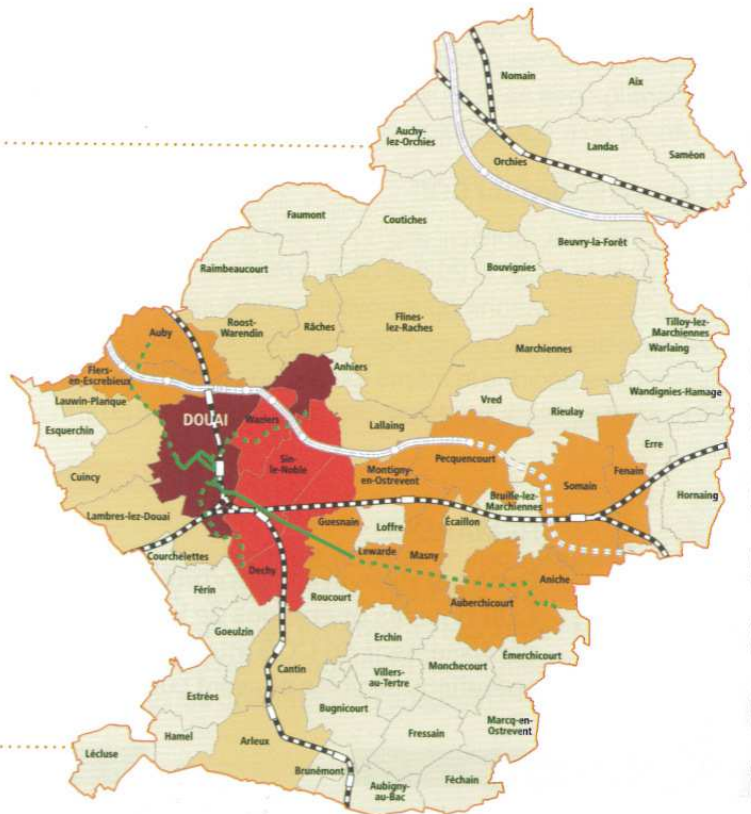 Nomain
Aix
Auchy-
lez-Orchies
Orchies
Landas
Saméon
Faumont
Coutiches
Beuvry-la-Forêt
Raimbeaucourt
Bouvignies
Tilloy-lez-
Marchiennes
Auby
Roost-
Warendin
Râches
Flines-
lez-Raches
Marchiennes
Warlaing
Flers-
en-Escrebieux
Anhiers
Lauwin-Planque
Wandignies-Hamage
DOUAI
Waziers
Vred
Rieulay
Esquerchin
Lallaing
Erre
Cuincy
Sin-
le-Noble
Montigny-
en-Ostrevent
Pecquencourt
Somain
Fenain
Hornaing
Bruille-lez-
Marchiennes
Lambres-lez-Douai
Guesnain
Loffre
Écaillon
Courchelettes
Lewarde
Masny
Dechy
Aniche
Férin
Roucourt
Auberchicourt
Goeulzin
Erchin
Émerchicourt
Cantin
Villers-
au-Tertre
Monchecourt
Estrées
Bugnicourt
Marcq-en-
Ostrevent
Hamel
Arleux
Fressain
Lécluse
Brunémont
Aubigny-
au-Bac
Féchain